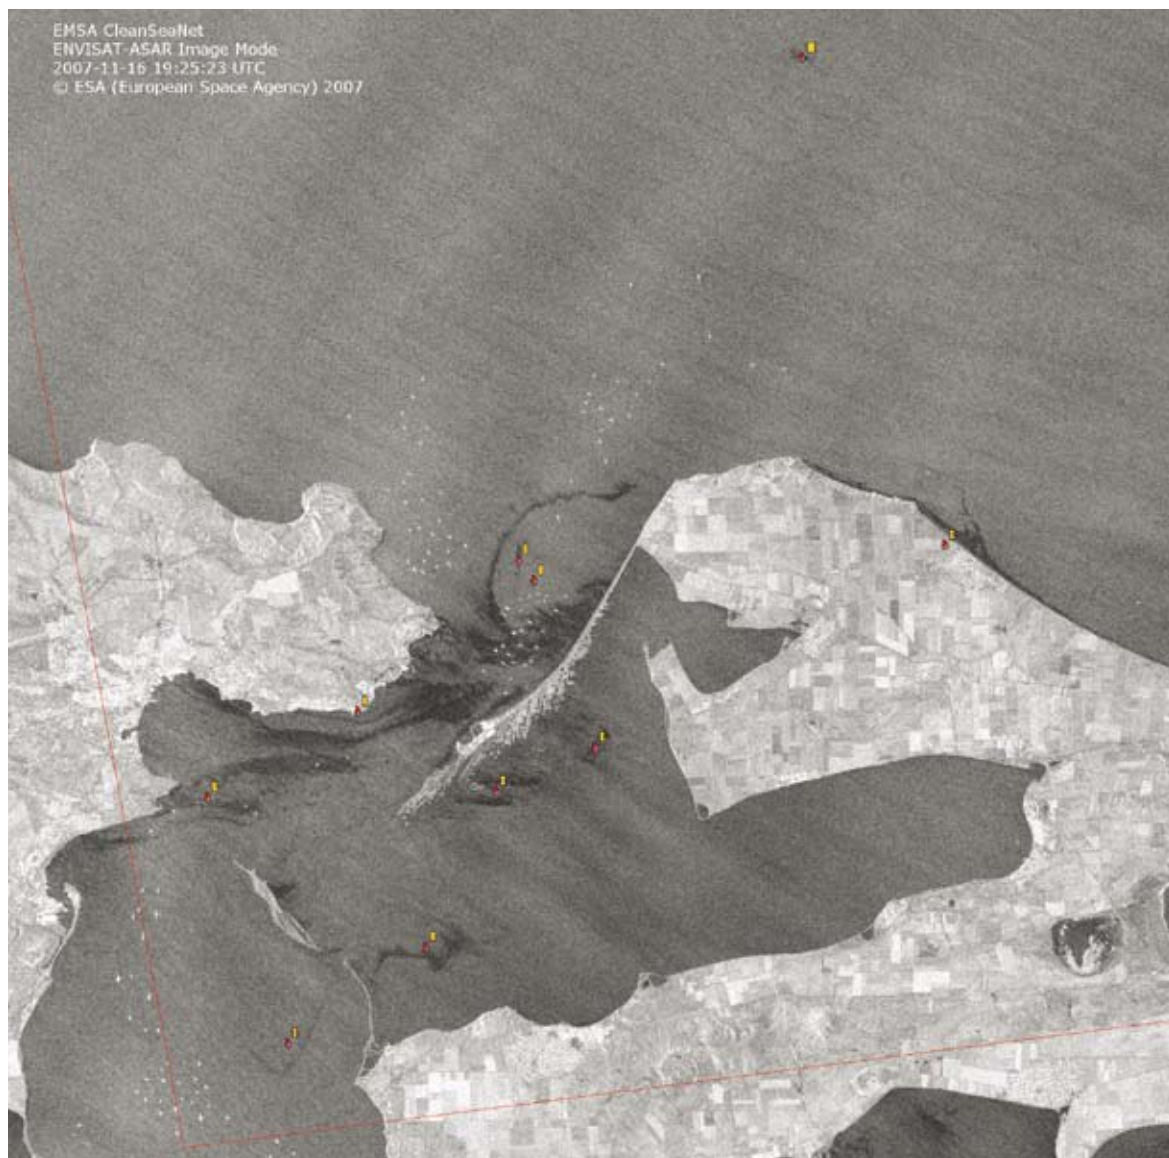 EMSA CleanSeaNet
ENVISAT-ASAR Image Mode
2007-11-16 19:25:23 UTC
© ESA (European Space Agency) 2007